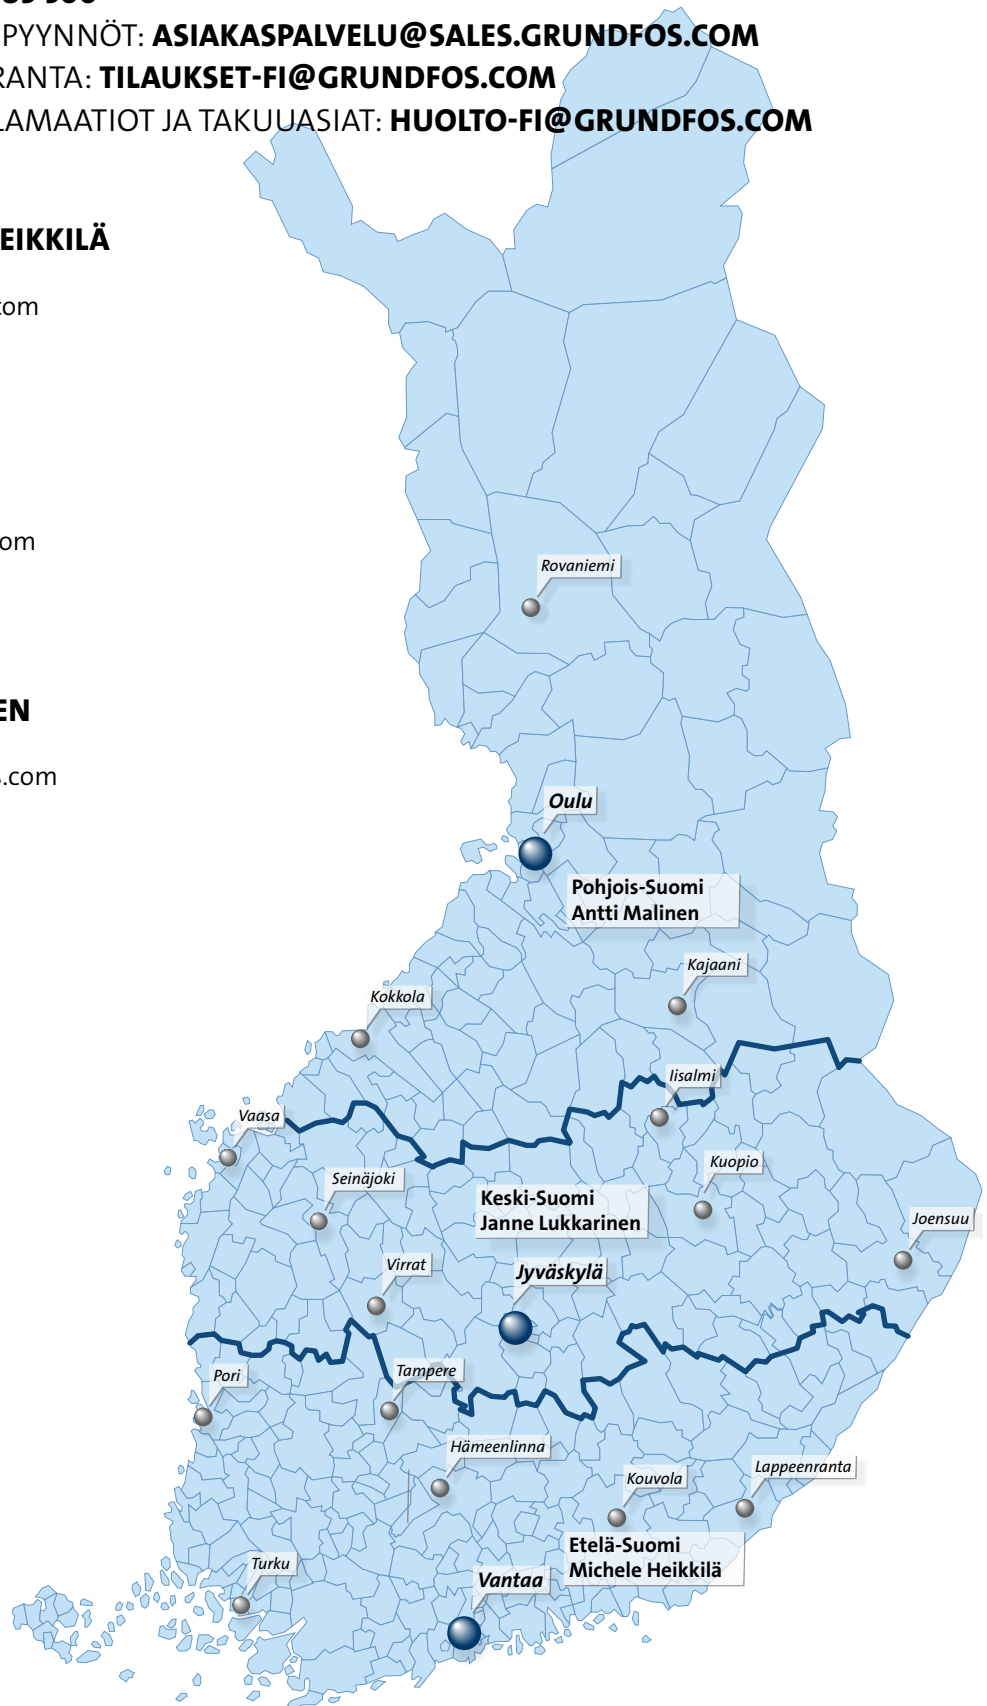 PYYNNÖT: ASIAKASPALVELU@SALES.GRUNDFOS.COM
RANTA: TILAUKSET-FI@GRUNDFOS.COM
LAMAATIOT JA TAKUUASIAT: HUOLTO-FI@GRUNDFOS.COM
EIKKILÄ
com
om
EN
s.com
Rovaniemi
Oulu
Pohjois-Suomi
Antti Malinen
Kajaani
Kokkola
Iisalmi
Vaasa
Kuopio
Seinäjoki
Keski-Suomi
Janne Lukkarinen
Joensuu
Virrat
Jyväskylä
Tampere
Pori
Hämeenlinna
Lappeenranta
Kouvola
Etelä-Suomi
Michele Heikkilä
Turku
Vantaa